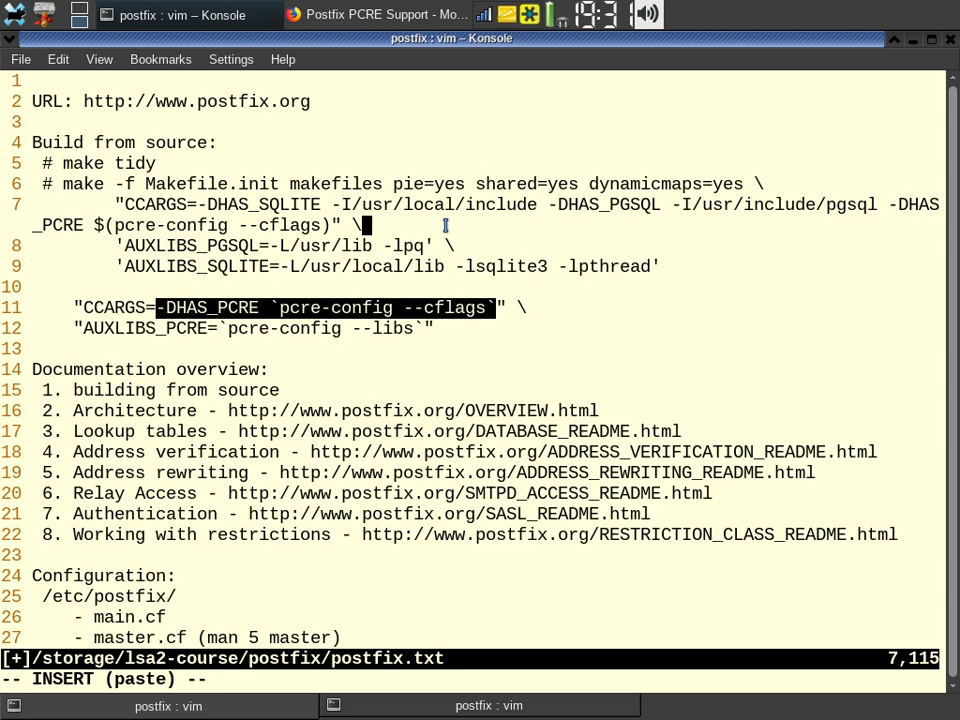 postfix : vim – Konsole
Postfix PCRE Support - Mo...
19:3
postfix : vim – Konsole
File Edit View Bookmarks Settings Help
1
2 URL: http://www.postfix.org
3
4 Build from source:
5 # make tidy
6 # make -f Makefile.init makefiles pie=yes shared=yes dynamicmaps=yes \
7 "CCARGS=-DHAS_SQLITE -I/usr/local/include -DHAS_PGSQL -I/usr/include/pgsql -DHAS
_PCRE $(pcre-config --cflags)" \
8 'AUXLIBS_PGSQL=-L/usr/lib -lpq' \
9 'AUXLIBS_SQLITE=-L/usr/local/lib -lsqlite3 -lpthread'
10
11 "CCARGS=-DHAS_PCRE `pcre-config --cflags`" \
12 "AUXLIBS_PCRE=`pcre-config --libs`"
13
14 Documentation overview:
15 1. building from source
16 2. Architecture - http://www.postfix.org/OVERVIEW.html
17 3. Lookup tables - http://www.postfix.org/DATABASE_README.html
18 4. Address verification - http://www.postfix.org/ADDRESS_VERIFICATION_README.html
19 5. Address rewriting - http://www.postfix.org/ADDRESS_REWRITING_README.html
20 6. Relay Access - http://www.postfix.org/SMTPD_ACCESS_README.html
21 7. Authentication - http://www.postfix.org/SASL_README.html
22 8. Working with restrictions - http://www.postfix.org/RESTRICTION_CLASS_README.html
23
24 Configuration:
25 /etc/postfix/
26 - main.cf
27 - master.cf (man 5 master)
[+]/storage/lsa2-course/postfix/postfix.txt 7,115
-- INSERT (paste) --
postfix : vim
postfix : vim